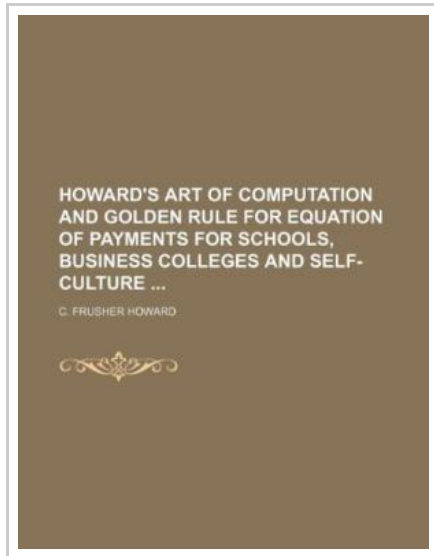 HOWARD'S ART OF COMPUTATION
AND GOLDEN RULE FOR EQUATION
OF PAYMENTS FOR SCHOOLS,
BUSINESS COLLEGES AND SELF-
CULTURE ...
C. FRUSHER HOWARD